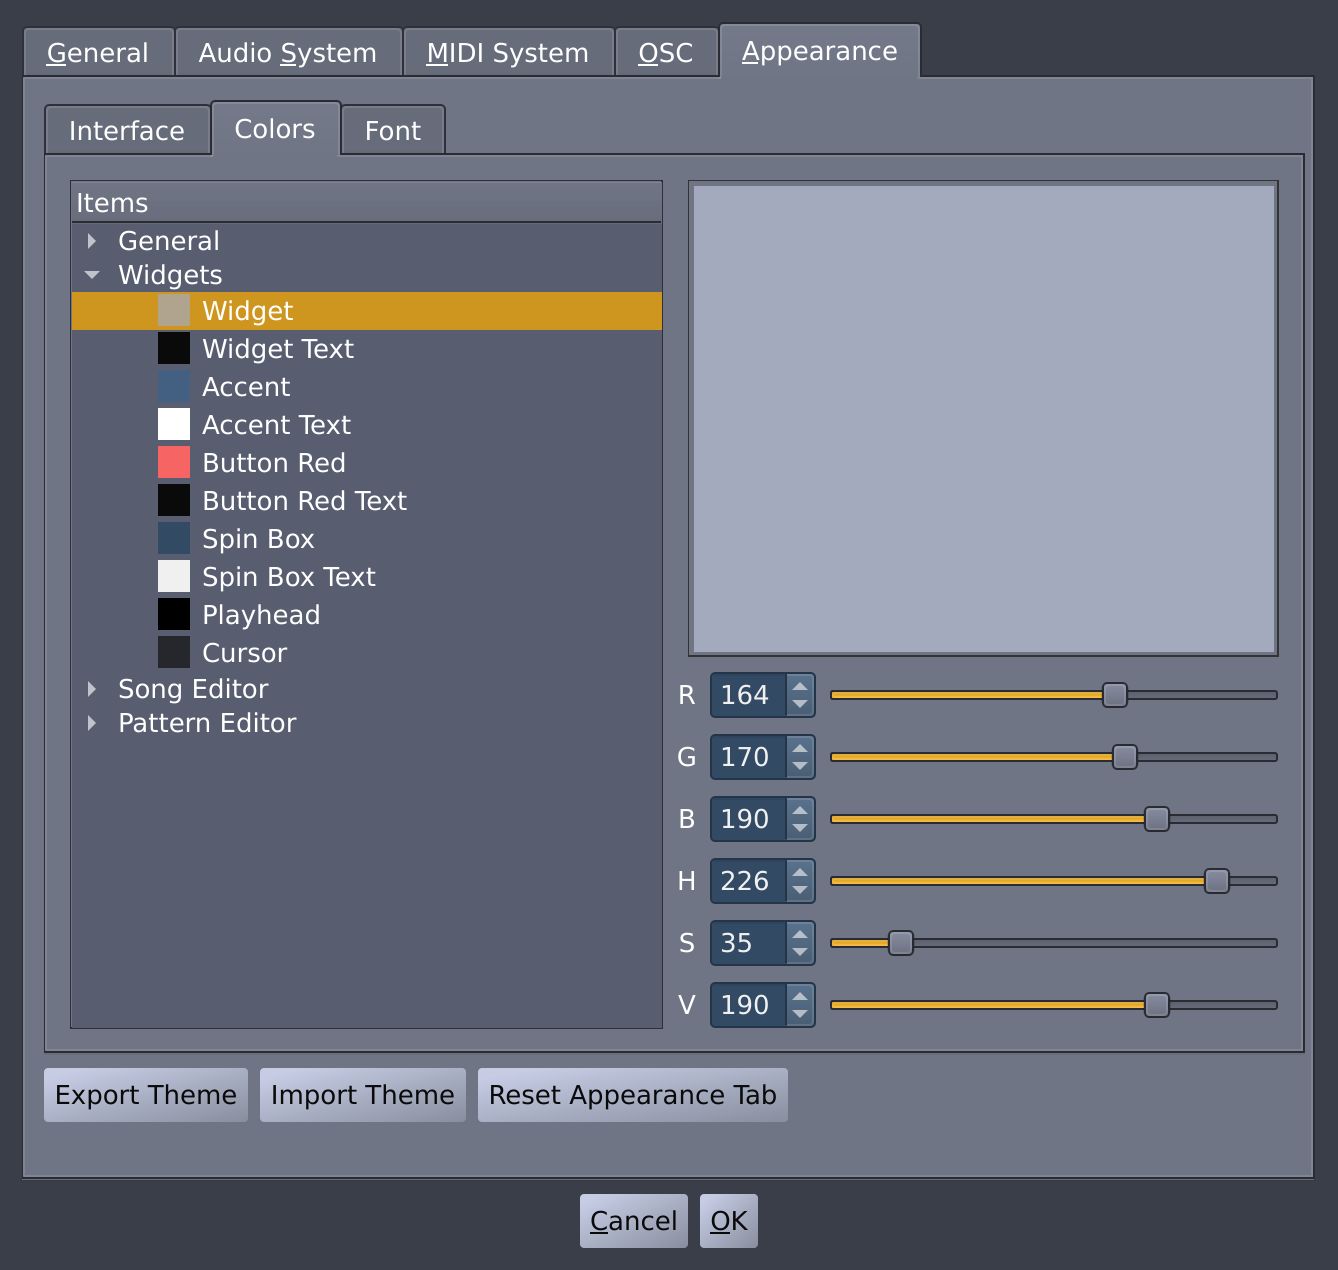 General Audio System MIDI System OSC Appearance
Interface Colors Font
Items
General
Widgets
Widget
Widget Text
Accent
Accent Text
Button Red
Button Red Text
Spin Box
Spin Box Text
Playhead
Cursor
Song Editor
Pattern Editor
R 164
G 170
B 190
H 226
S 35
V 190
Export Theme Import Theme Reset Appearance Tab
Cancel OK